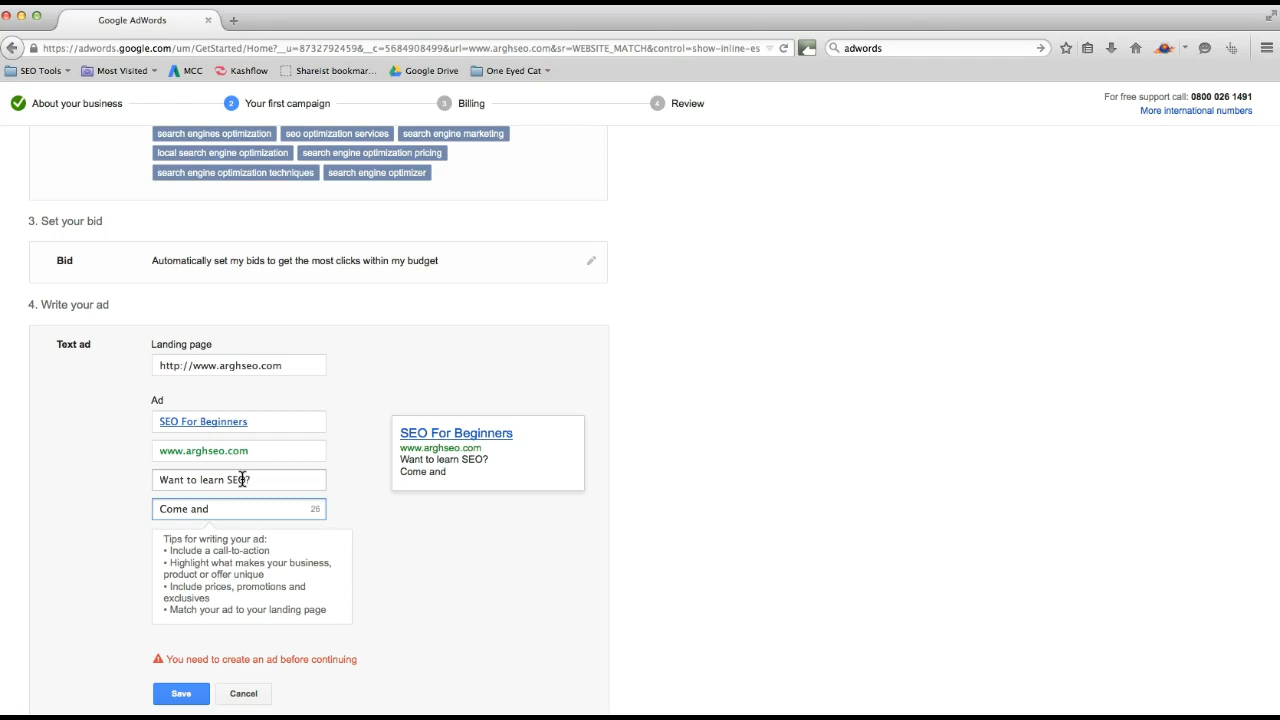 Google AdWords
https://adwords.google.com/um/GetStarted/Home?__u=8732792459&__c=5684908499&url=www.arghseo.com&sr=WEBSITE_MATCH&control=show-inline-es
adwords
SEO Tools
Most Visited
MCC
Kashflow
Shareist bookmar...
Google Drive
One Eyed Cat
About your business
2 Your first campaign
3 Billing
4 Review
For free support call: 0800 026 1491
More international numbers
search engines optimization seo optimization services search engine marketing
local search engine optimization search engine optimization pricing
search engine optimization techniques search engine optimizer
3. Set your bid
Bid Automatically set my bids to get the most clicks within my budget
4. Write your ad
Text ad Landing page
http://www.arghseo.com
Ad
SEO For Beginners
www.arghseo.com
Want to learn SEO?
Come and 26
SEO For Beginners
www.arghseo.com
Want to learn SEO?
Come and
Tips for writing your ad:
• Include a call-to-action
• Highlight what makes your business,
product or offer unique
• Include prices, promotions and
exclusives
• Match your ad to your landing page
You need to create an ad before continuing
Save Cancel